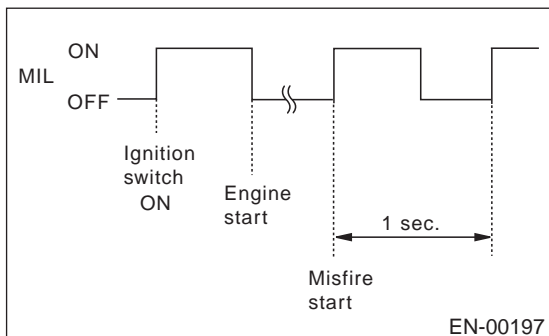 ON
MIL
OFF
Ignition
switch
ON
Engine
start
1 sec.
Misfire
start
EN-00197